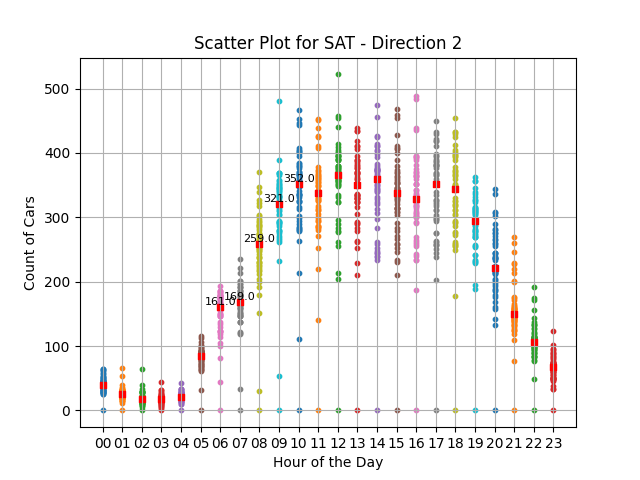 Scatter Plot for SAT - Direction 2
Count of Cars
500
400
300
200
100
0
352.0
321.0
259.0
169.0
161.0
00 01 02 03 04 05 06 07 08 09 10 11 12 13 14 15 16 17 18 19 20 21 22 23
Hour of the Day